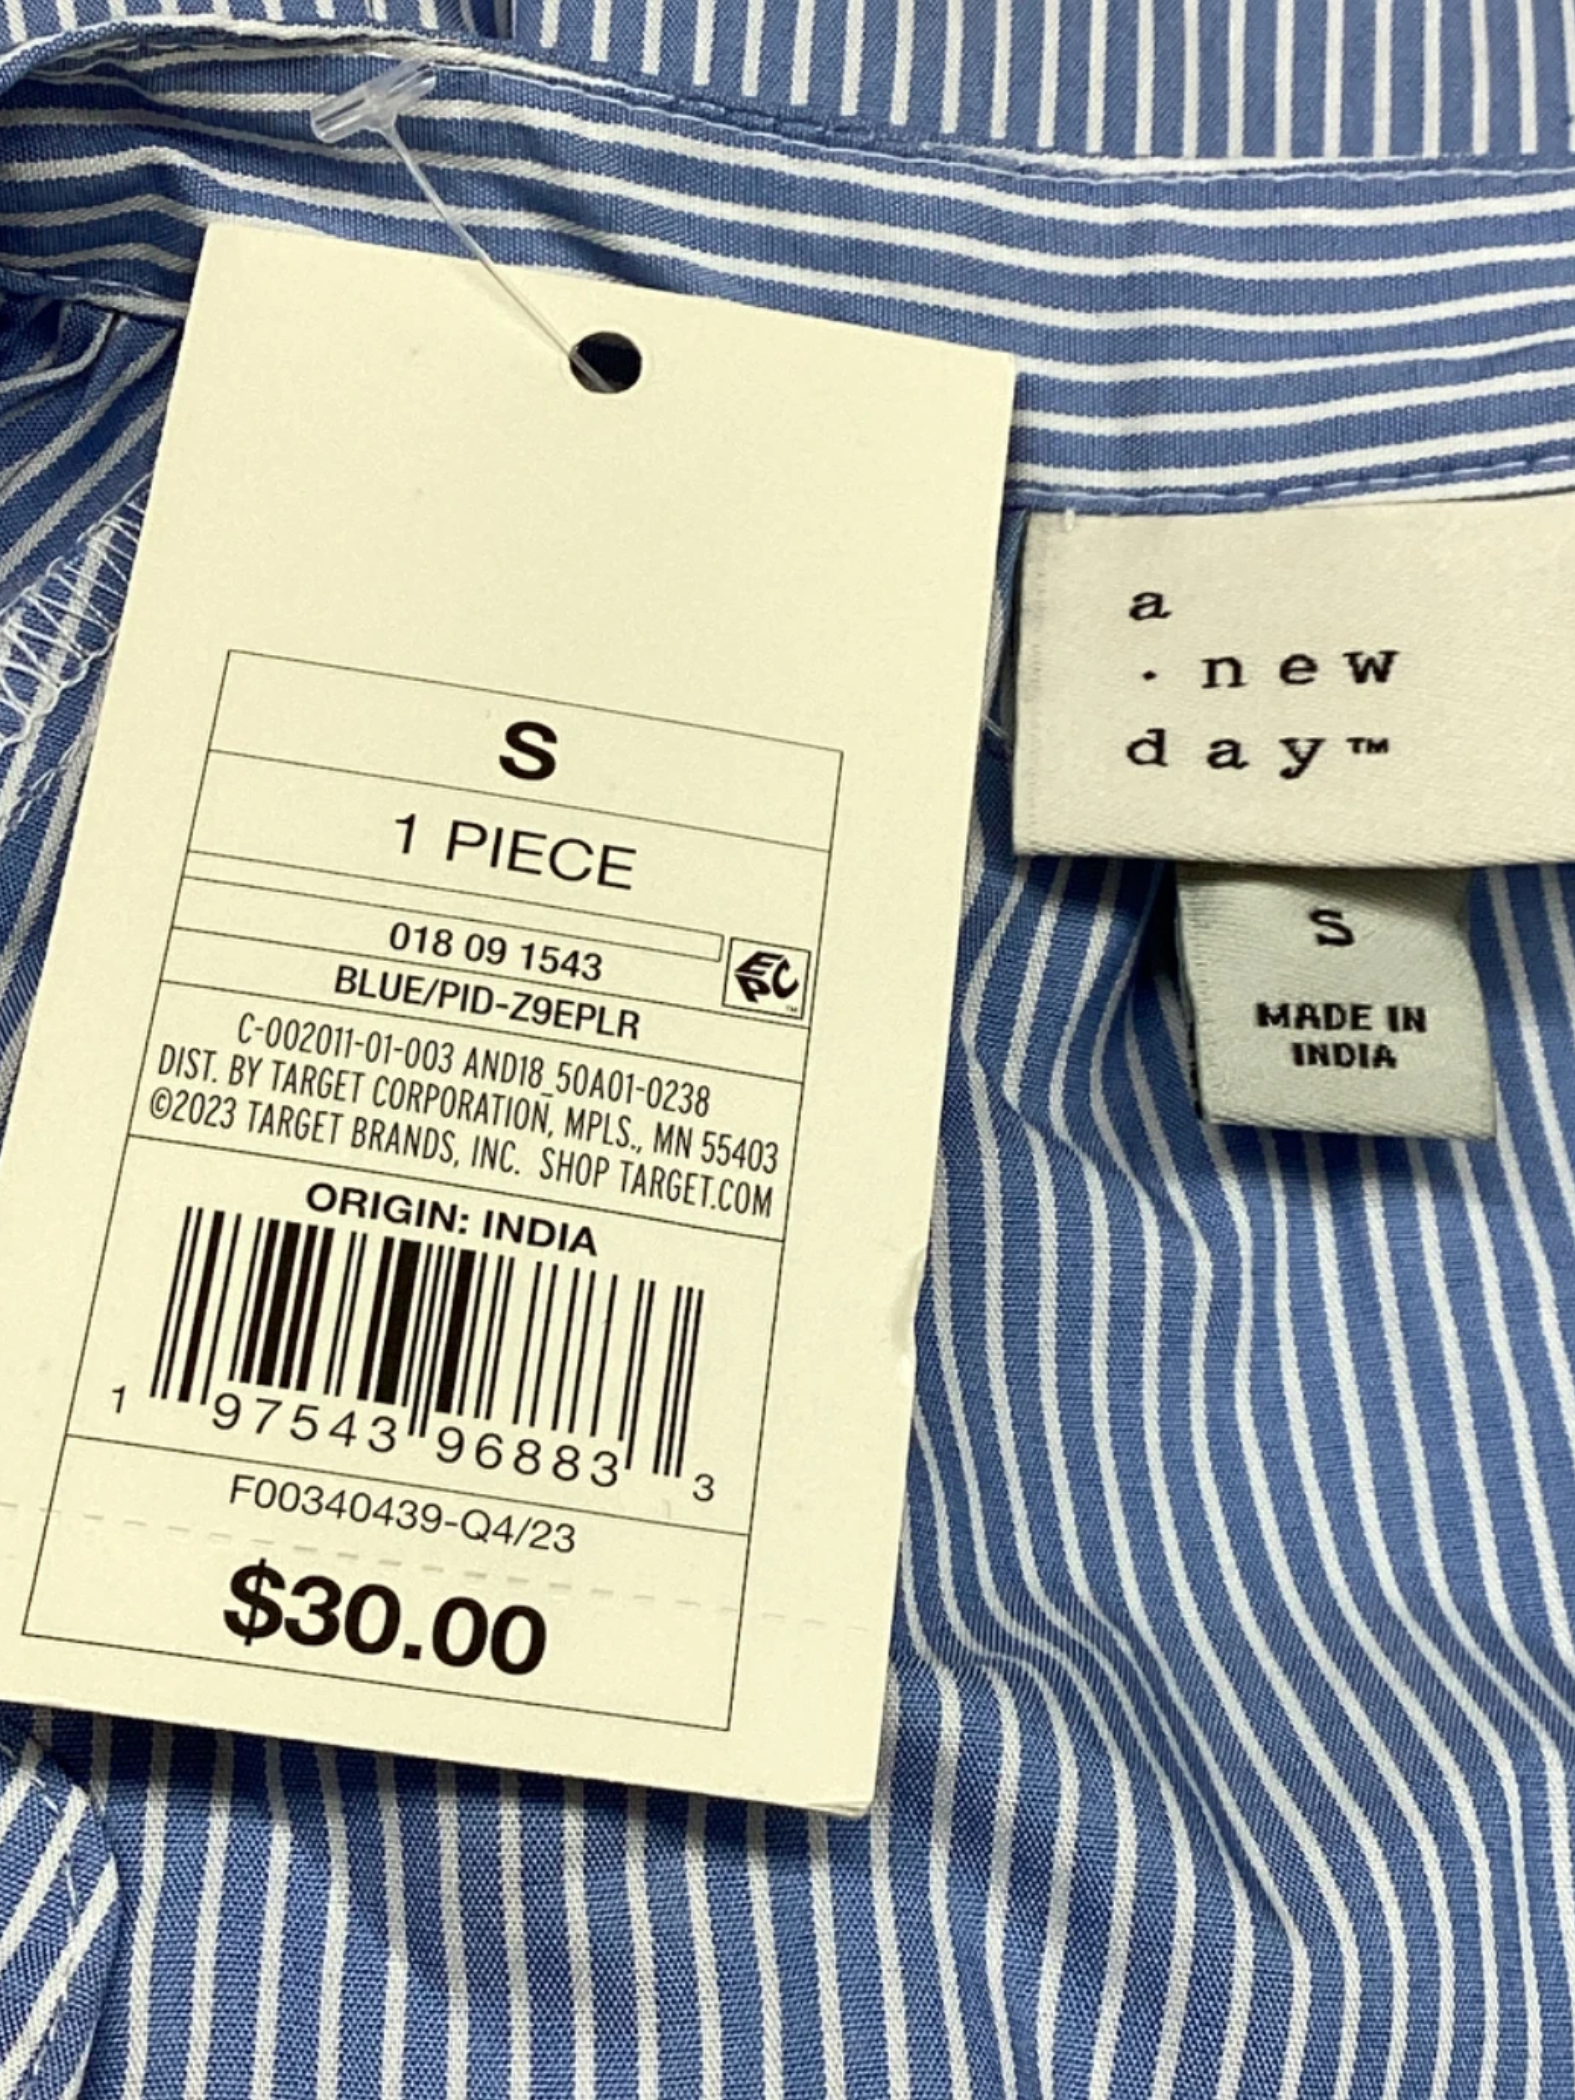 S
1 PIECE
018 09 1543
EPC™
BLUE/PID-Z9EPLR
C-002011-01-003 AND18_50A01-0238
DIST. BY TARGET CORPORATION, MPLS., MN 55403
©2023 TARGET BRANDS, INC. SHOP TARGET.COM
ORIGIN: INDIA
1 97543 96883 3
F00340439-Q4/23
$30.00
a
· new
day™
S
MADE IN
INDIA